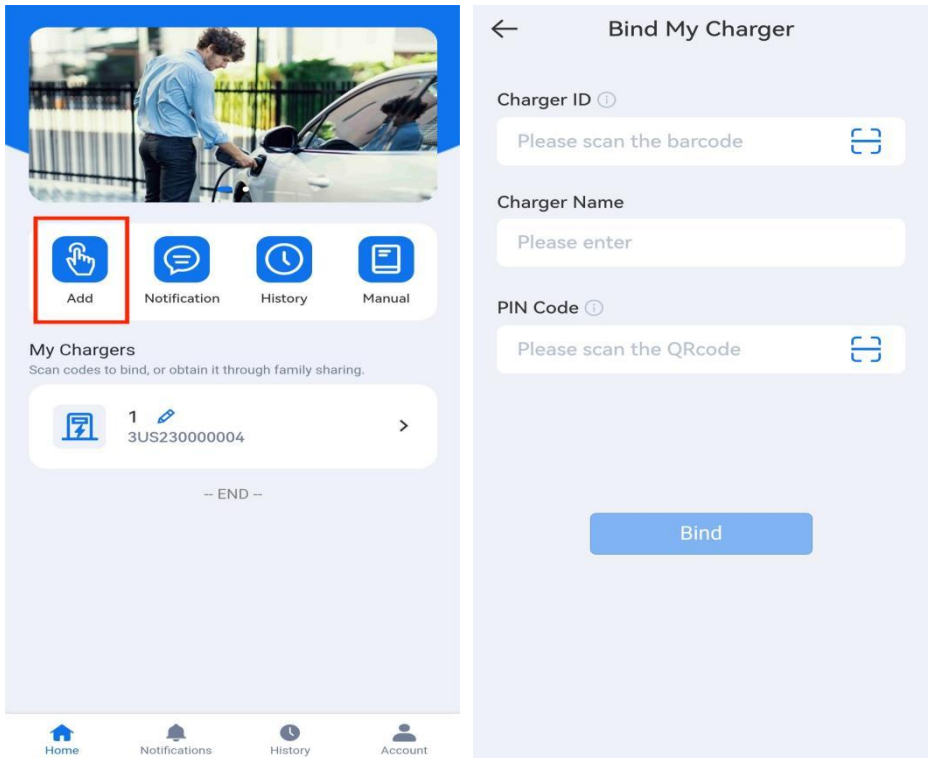 Add
Notification
History
Manual
My Chargers
Scan codes to bind, or obtain it through family sharing.
1
3US230000004
-- END --
Home
Notifications
History
Account
Bind My Charger
Charger ID
Please scan the barcode
Charger Name
Please enter
PIN Code
Please scan the QRcode
Bind